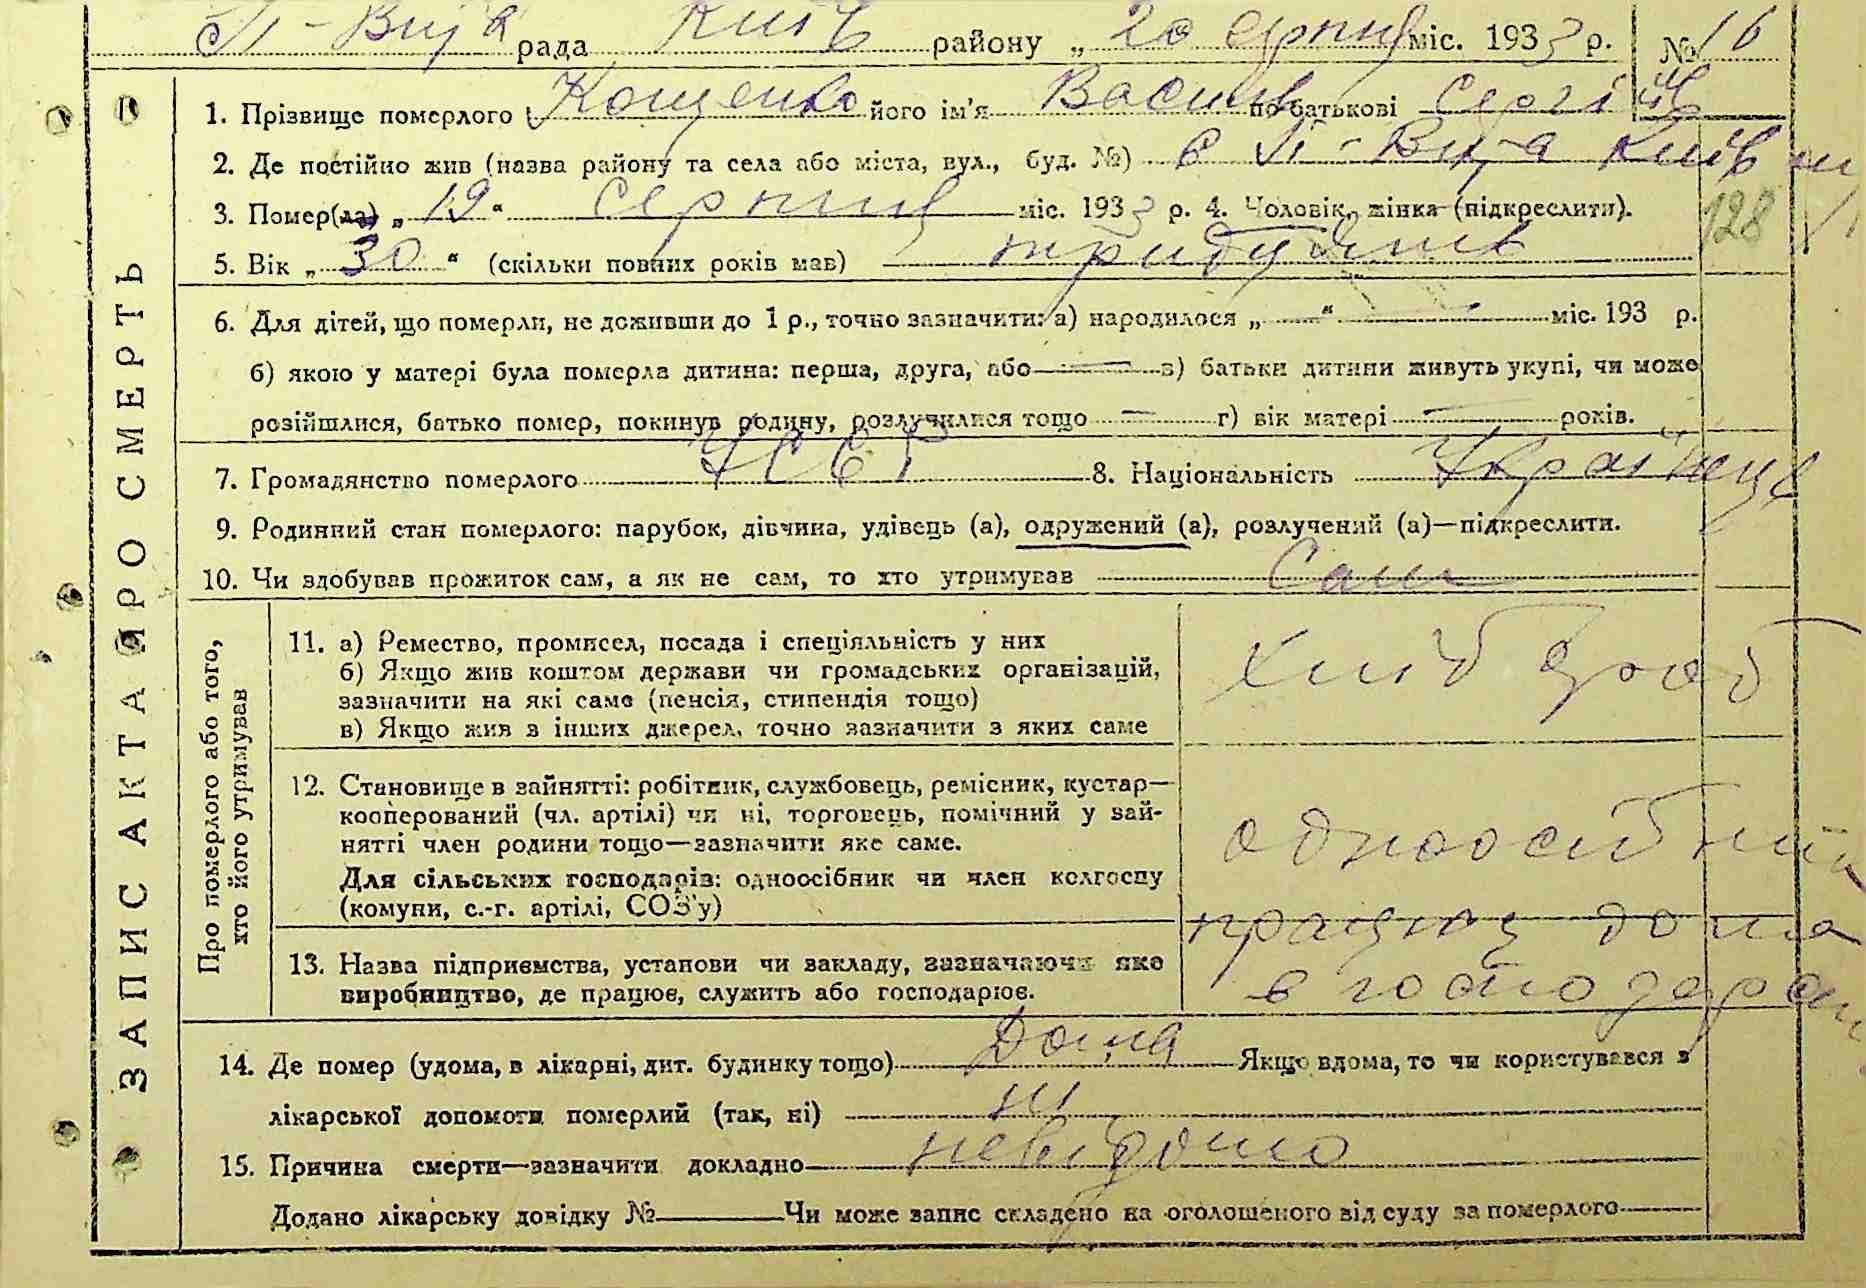 рада Київ району „ 20 серпня міс. 1933 р. № 16
ЗАПИС АКТА ПРО СМЕРТЬ
1. Прізвище померлого Кощенко його ім'я Василь по батькові Сергійів
2. Де постійно жив (назва району та села або міста, вул., буд. №) в П-Вища Київ
3. Помер(ла) „ 19 “ серпня міс. 1933 р. 4. Чоловік, жінка (підкреслити).
128
5. Вік „ 30 “ (скільки повних років мав)
6. Для дітей, що померли, не доживши до 1 р., точно зазначити: а) народилося „ “ міс. 193 р.
б) якою у матері була померла дитина: перша, друга, або в) батьки дитини живуть укупі, чи може
розійшлися, батько помер, покинув родину, розлучилися тощо г) вік матері років.
7. Громадянство померлого УССР 8. Національність Українець
9. Родинний стан померлого: парубок, дівчина, удівець (а), одружений (а), розлучений (а)—підкреслити.
10. Чи здобував прожиток сам, а як не сам, то хто утримував Сам
Про померлого або того,
хто його утримував
11. а) Ремество, промисел, посада і спеціяльність у них
б) Якщо жив коштом держави чи громадських організацій,
зазначити на які саме (пенсія, стипендія тощо)
в) Якщо жив з інших джерел, точно зазначити з яких саме
хліб дроб
12. Становище в зайнятті: робітник, службовець, ремісник, кустар—
кооперований (чл. артілі) чи ні, торговець, помічний у зай-
нятті член родини тощо—зазначити яке саме.
Для сільських господарів: одноосібник чи член колгоспу
(комуни, с.-г. артілі, СОЗ'у)
одноосібник
13. Назва підприємства, установи чи закладу, зазначаючи яке
виробництво, де працює, служить або господарює.
працює дома
в господарст
14. Де помер (удома, в лікарні, дит. будинку тощо) Дома Якщо вдома, то чи користувався з
лікарської допомоги померлий (так, ні) ні
15. Причина смерти—зазначити докладно невідомо
Додано лікарську довідку № Чи може запис складено на оголошеного від суду за померлого